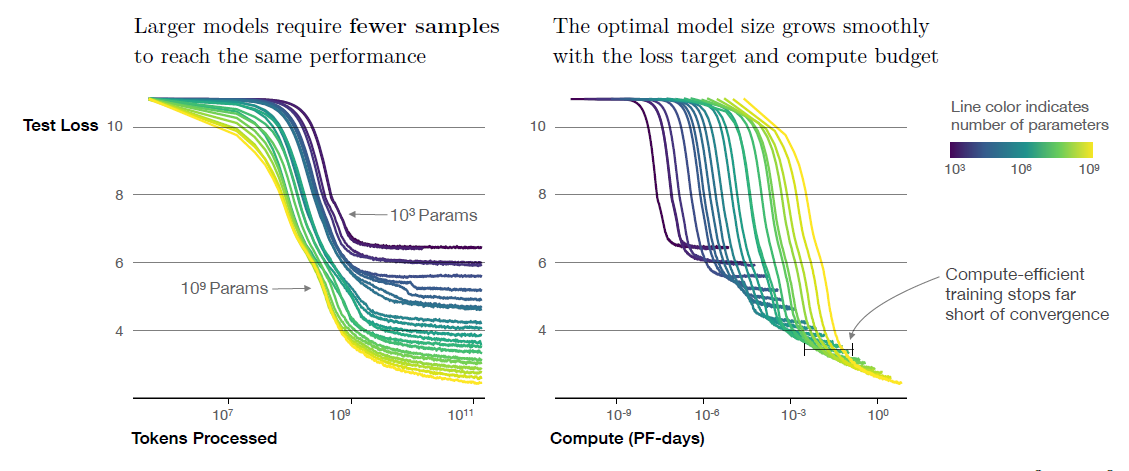 Larger models require fewer samples
to reach the same performance
The optimal model size grows smoothly
with the loss target and compute budget
Test Loss
10
8
6
4
10³ Params
10⁹ Params
10⁷
10⁹
10¹¹
Tokens Processed
10
8
6
4
10⁻⁹
10⁻⁶
10⁻³
10⁰
Compute (PF-days)
Line color indicates
number of parameters
10³
10⁶
10⁹
Compute-efficient
training stops far
short of convergence